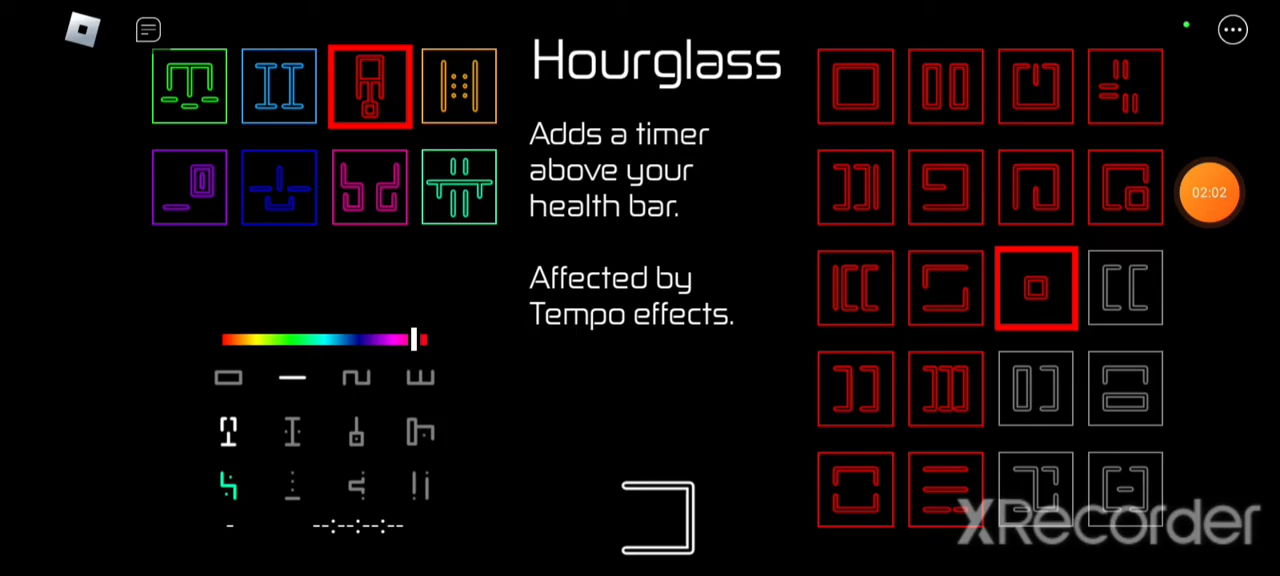 Hourglass
Adds a timer
above your
health bar.
Affected by
Tempo effects.
02:02
- --:--:--:--
XRecorder